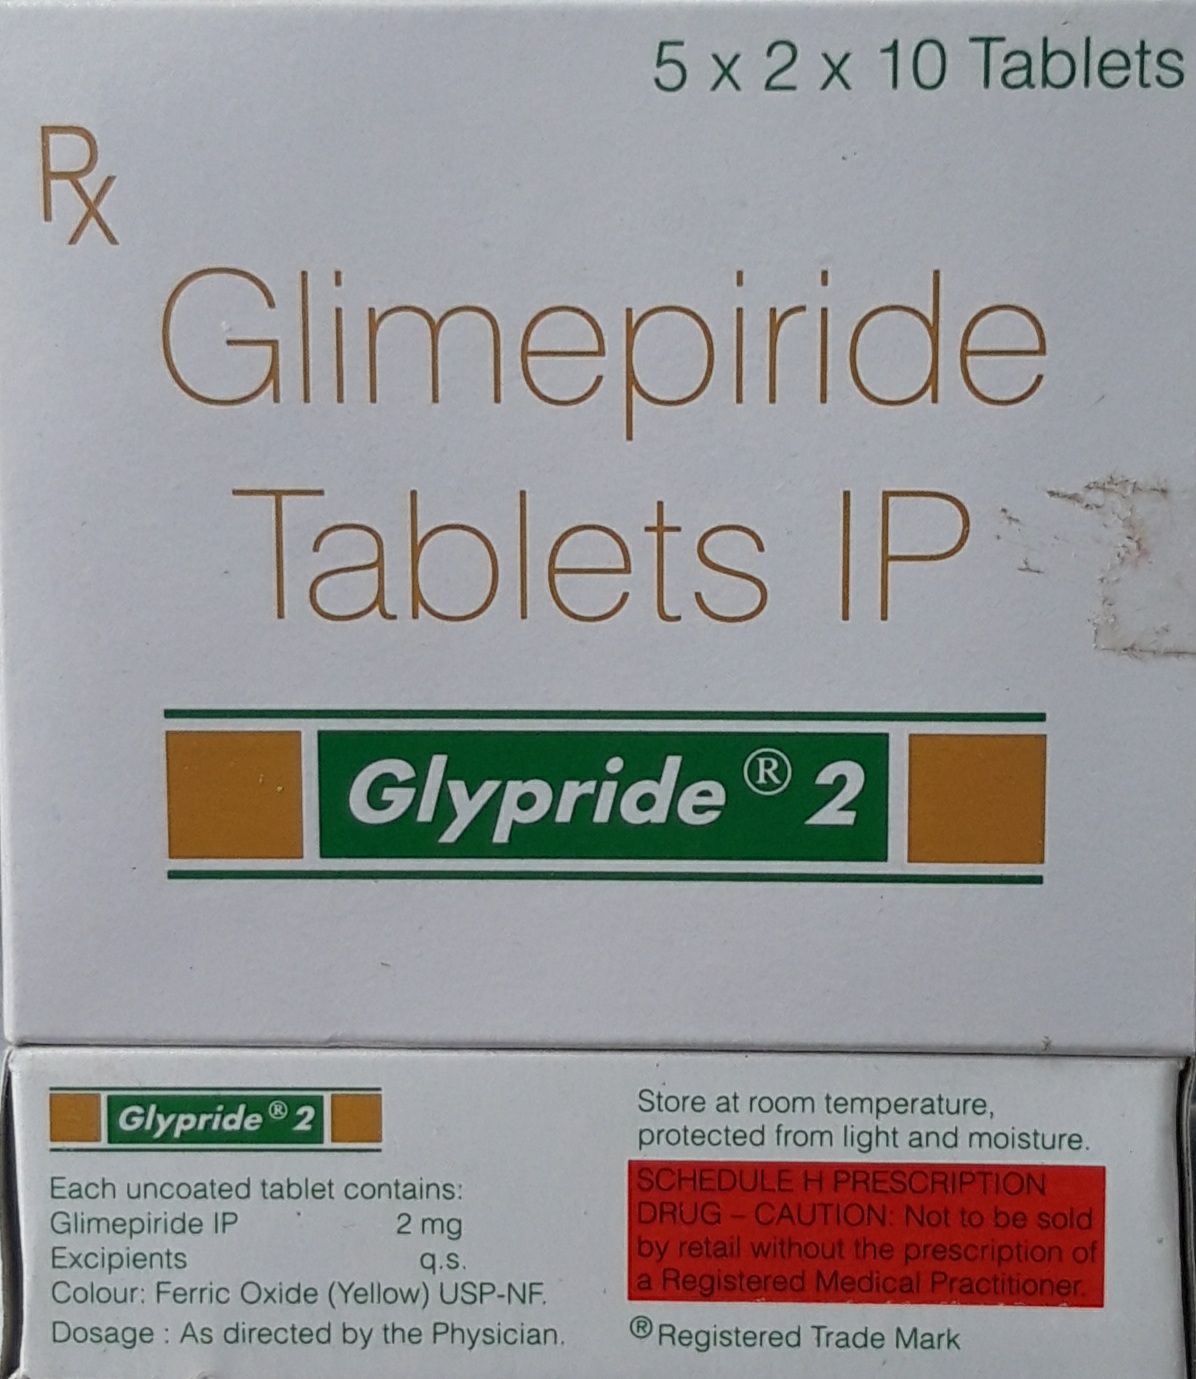 5 x 2 x 10 Tablets
Rx
Glimepiride
Tablets IP
Glypride ® 2
Glypride ® 2
Each uncoated tablet contains:
Glimepiride IP 2 mg
Excipients q.s.
Colour: Ferric Oxide (Yellow) USP-NF.
Dosage : As directed by the Physician.
Store at room temperature,
protected from light and moisture.
SCHEDULE H PRESCRIPTION
DRUG – CAUTION: Not to be sold
by retail without the prescription of
a Registered Medical Practitioner.
® Registered Trade Mark